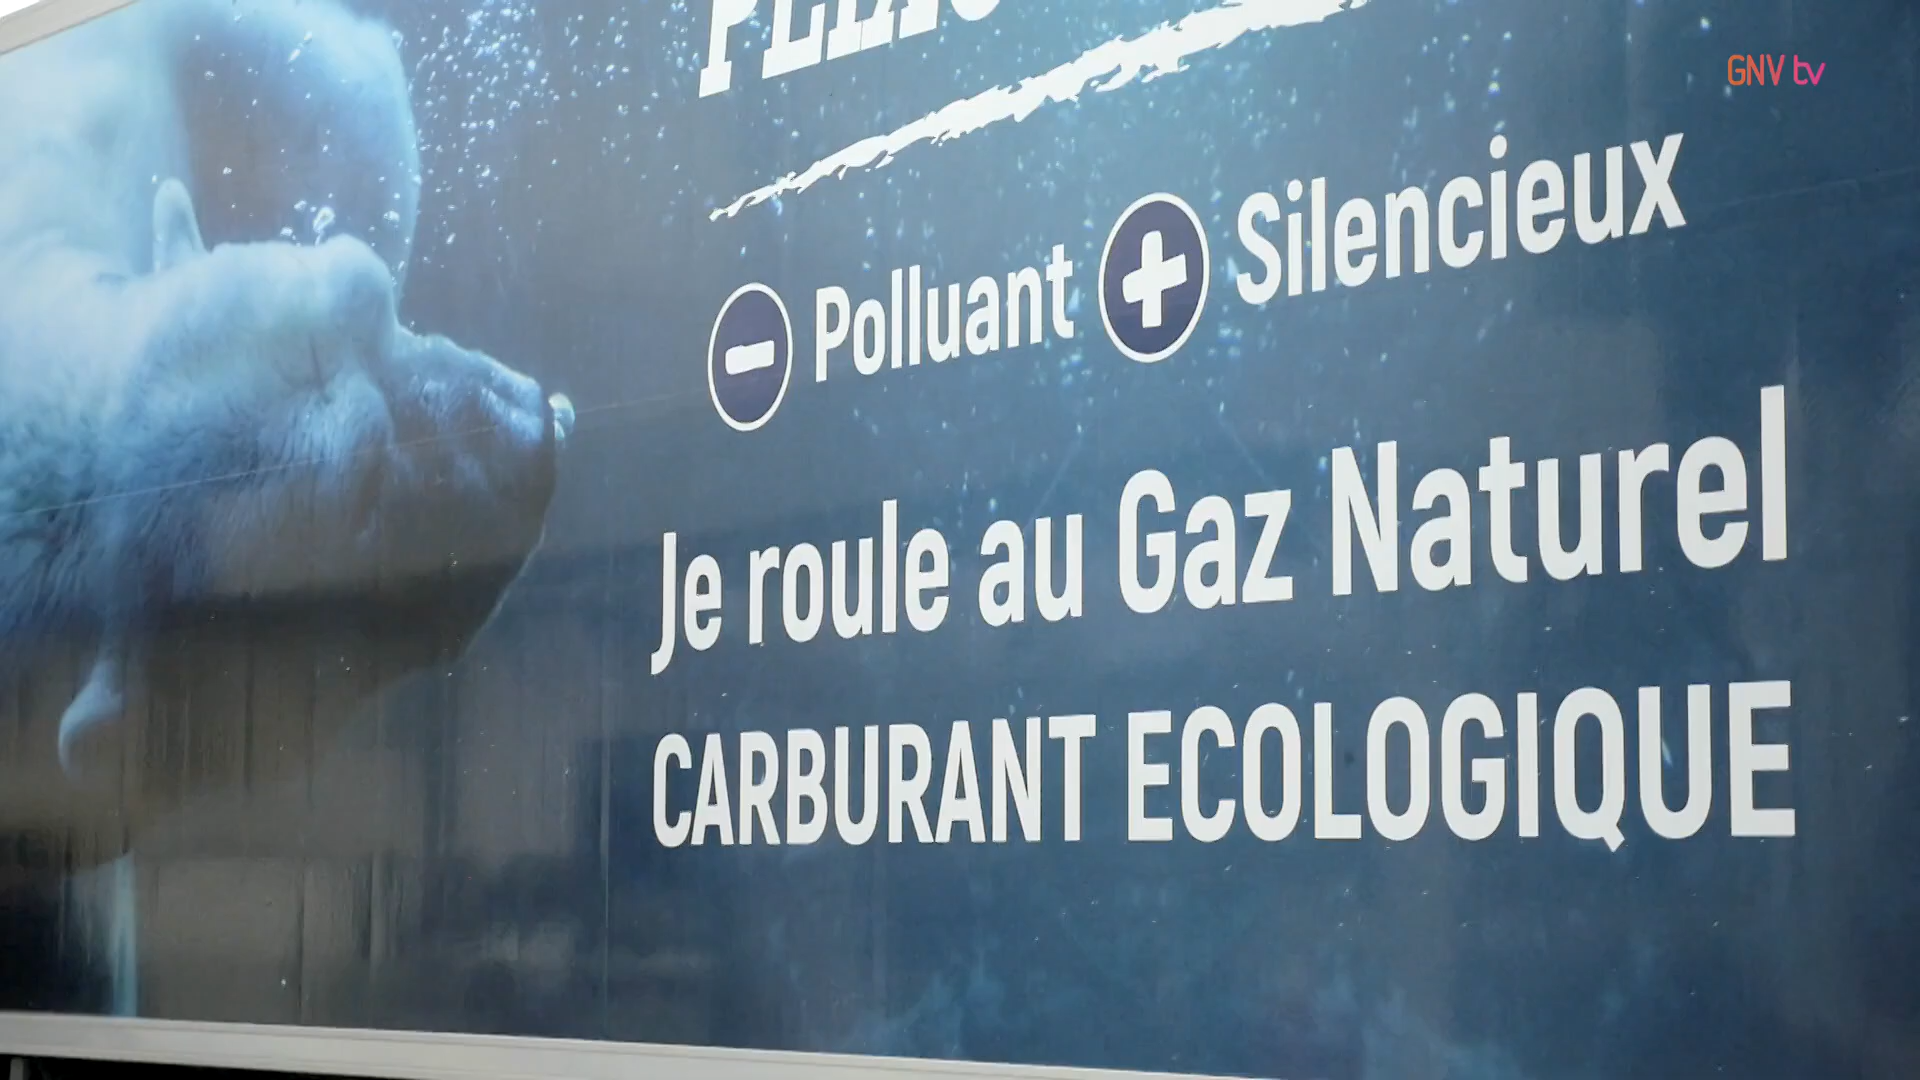 GNV tv
- Polluant + Silencieux
Je roule au Gaz Naturel
CARBURANT ECOLOGIQUE